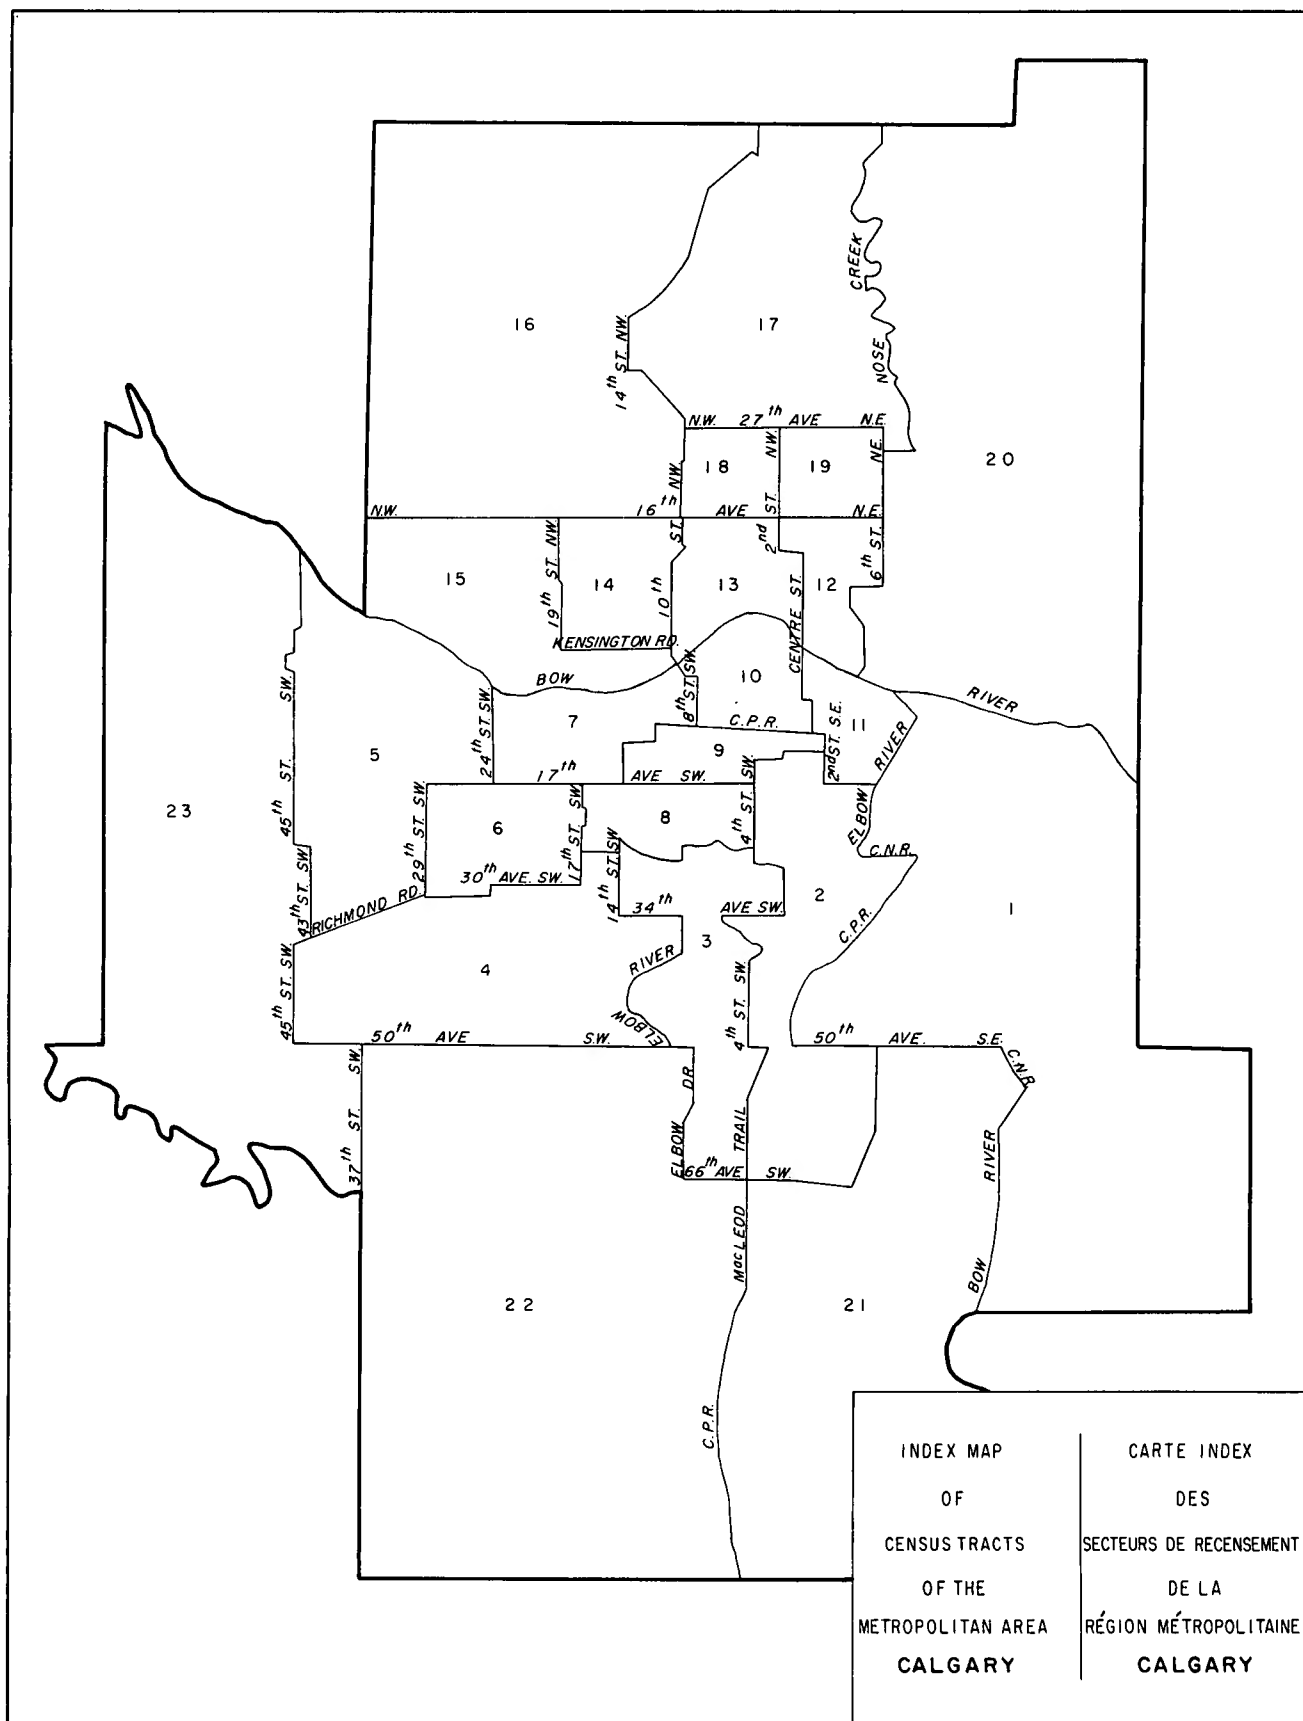 16
17
CREEK
NOSE
14th ST. NW.
N.W. 27th AVE N.E.
20
18
19
10th ST. NW.
2nd ST. NW.
6th ST. NE.
N.W. 16th AVE N.E.
15
19th ST. NW.
14
13
12
CENTRE ST.
KENSINGTON RD.
BOW RIVER
10
8th ST. SW.
C.P.R.
11
2nd ST. S.E.
ELBOW RIVER
7
24th ST. SW.
9
5
45th ST. SW.
23
17th AVE SW.
29th ST. SW.
6
17th ST. SW.
8
4th ST. SW.
C.N.R.
30th AVE. SW.
14th ST. SW
34th AVE SW.
2
1
43th ST. SW
RICHMOND RD.
3
C.P.R.
4
RIVER
ELBOW
45th ST. SW.
4th ST. SW.
50th AVE S.W.
50th AVE. S.E.
C.N.R.
37th ST. SW.
ELBOW DR.
MacLEOD TRAIL
66th AVE SW.
BOW RIVER
22
21
C.P.R.
INDEX MAP
OF
CENSUS TRACTS
OF THE
METROPOLITAN AREA
CALGARY
CARTE INDEX
DES
SECTEURS DE RECENSEMENT
DE LA
RÉGION MÉTROPOLITAINE
CALGARY